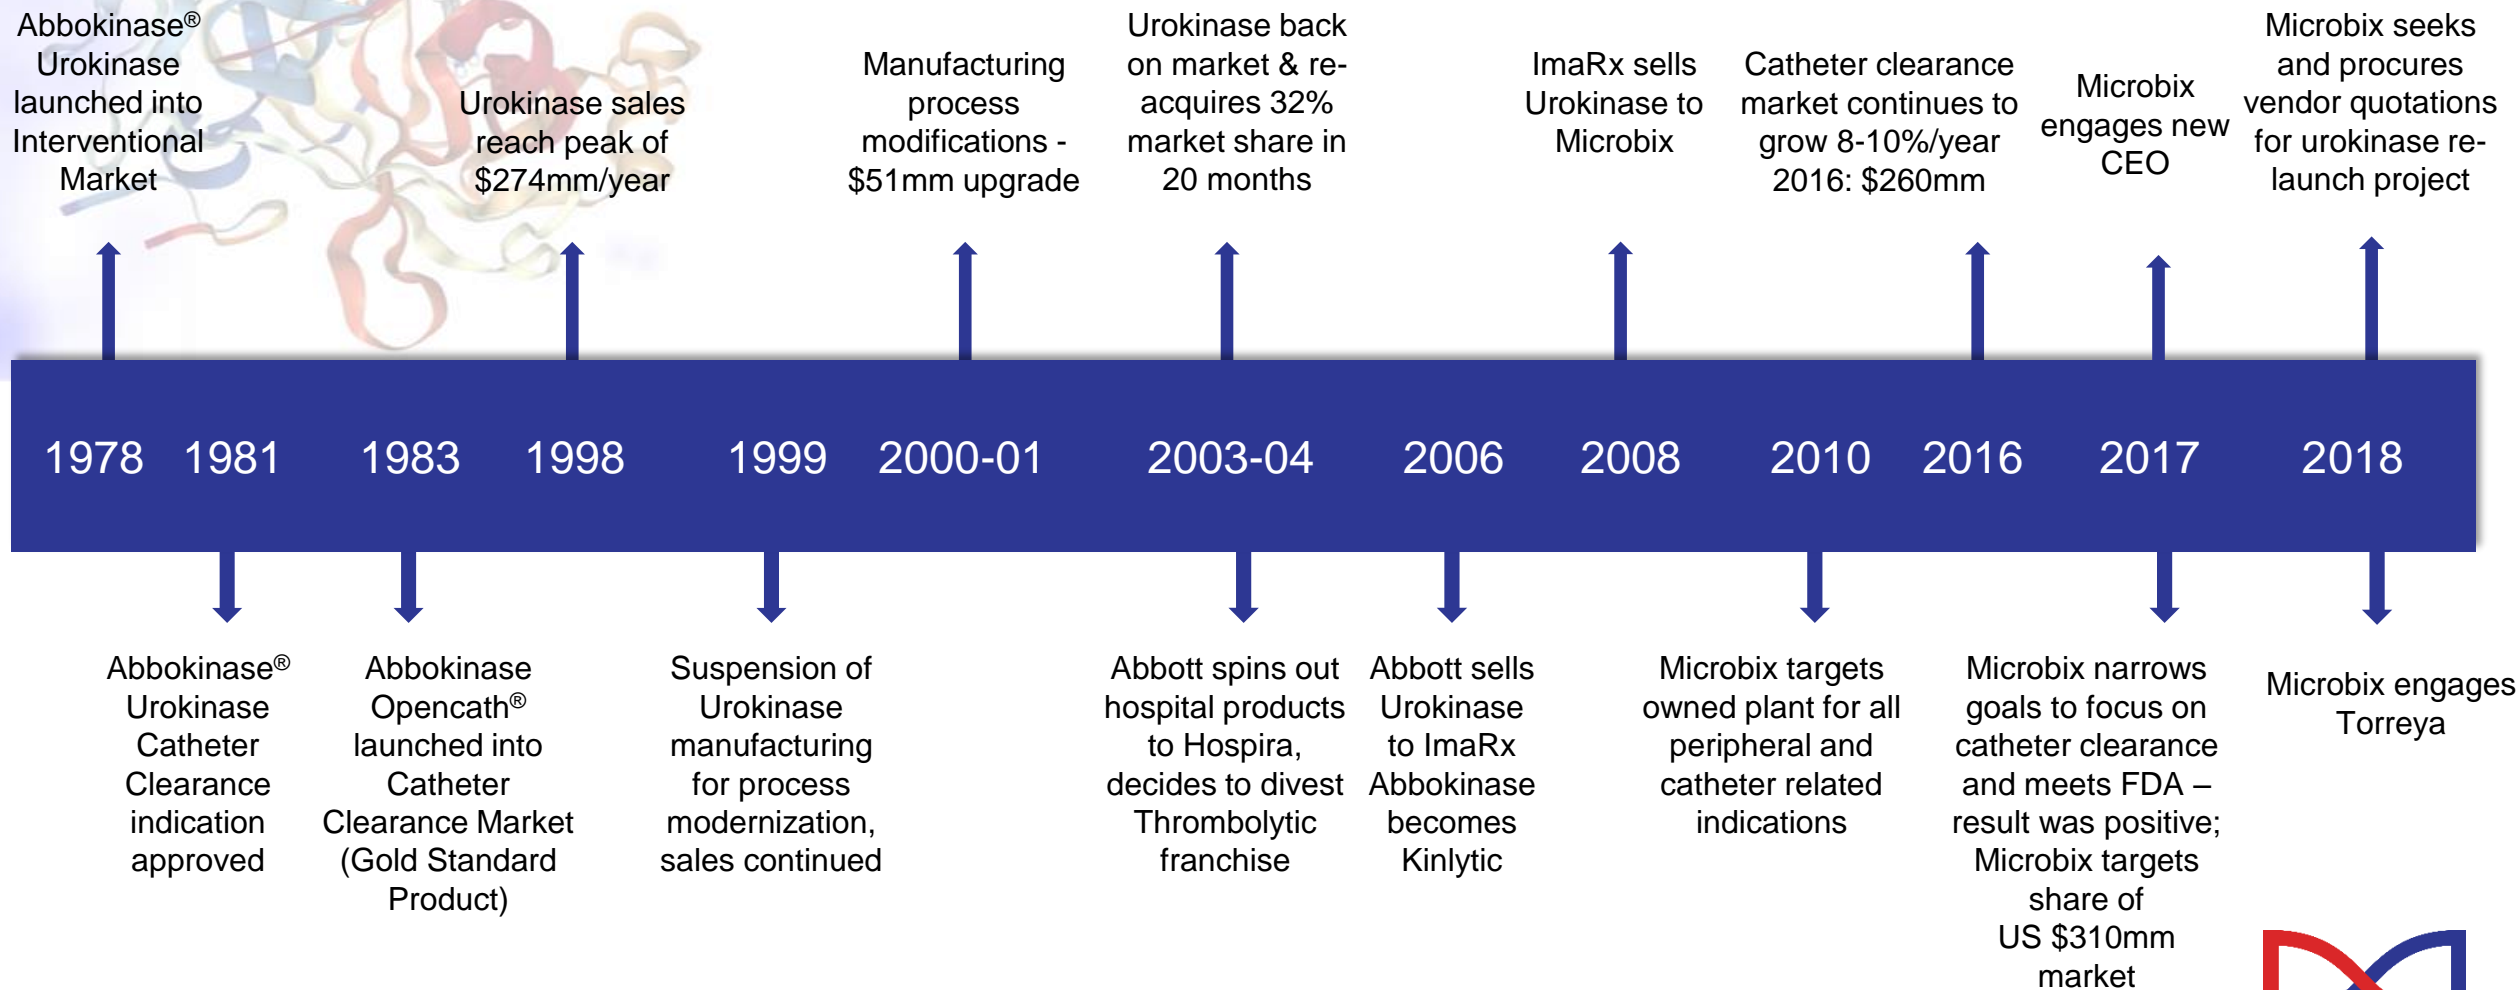 Abbokinase®
Urokinase
launched into
Interventional
Market
Urokinase sales
reach peak of
$274mm/year
Manufacturing
process
modifications -
$51mm upgrade
Urokinase back
on market & re-
acquires 32%
market share in
20 months
ImaRx sells
Urokinase to
Microbix
Catheter clearance
market continues to
grow 8-10%/year
2016: $260mm
Microbix
engages new
CEO
Microbix seeks
and procures
vendor quotations
for urokinase re-
launch project
1978 1981 1983 1998 1999 2000-01 2003-04 2006 2008 2010 2016 2017 2018
Abbokinase®
Urokinase
Catheter
Clearance
indication
approved
Abbokinase
Opencath®
launched into
Catheter
Clearance Market
(Gold Standard
Product)
Suspension of
Urokinase
manufacturing
for process
modernization,
sales continued
Abbott spins out
hospital products
to Hospira,
decides to divest
Thrombolytic
franchise
Abbott sells
Urokinase
to ImaRx
Abbokinase
becomes
Kinlytic
Microbix targets
owned plant for all
peripheral and
catheter related
indications
Microbix narrows
goals to focus on
catheter clearance
and meets FDA –
result was positive;
Microbix targets
share of
US $310mm
market
Microbix engages
Torreya